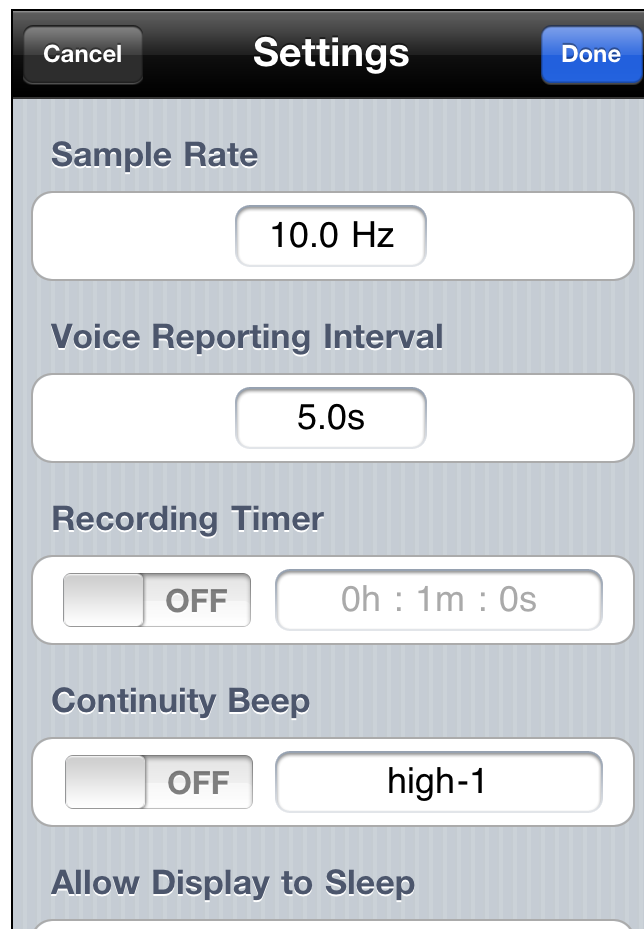 Cancel Settings Done
Sample Rate
10.0 Hz
Voice Reporting Interval
5.0s
Recording Timer
OFF 0h : 1m : 0s
Continuity Beep
OFF high-1
Allow Display to Sleep